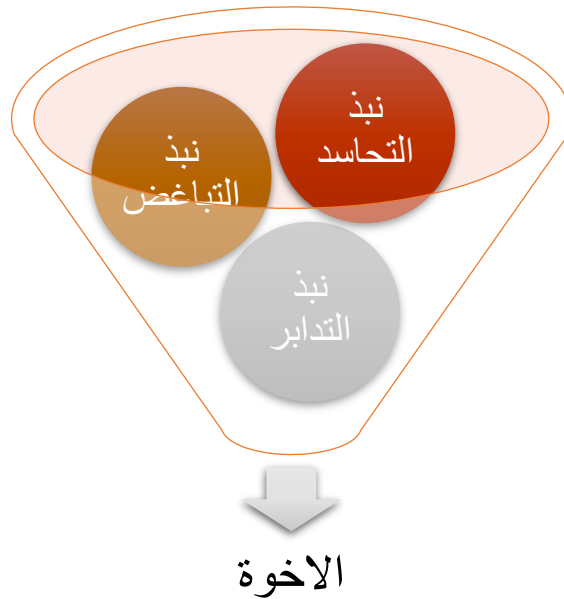 نبذ
التحاسد
نبذ
التباغض
نبذ
التدابر
الاخوة